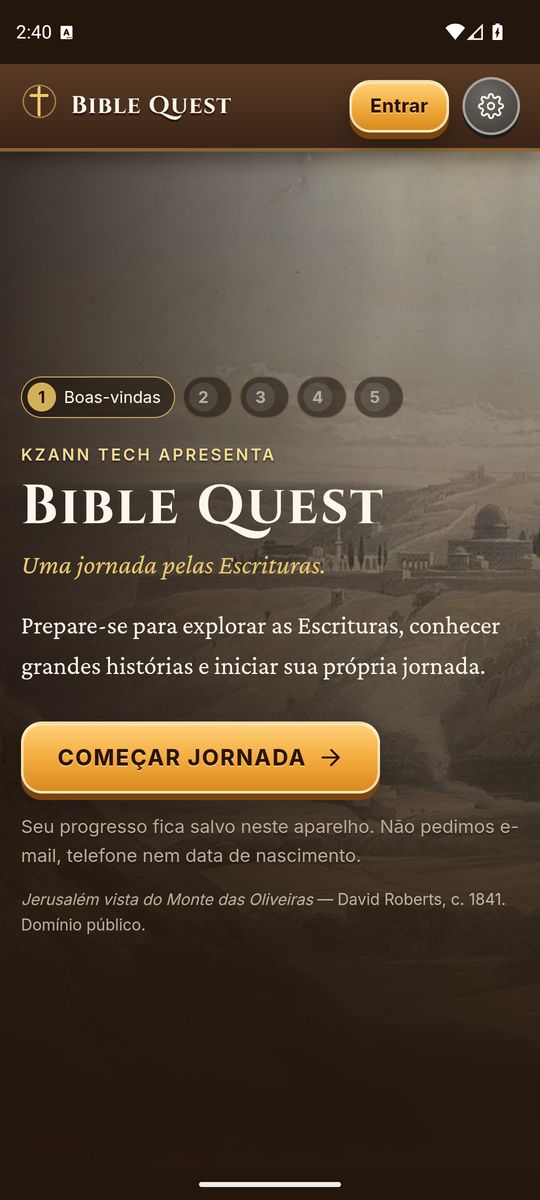 2:40 A
Bible Quest
Entrar
1 Boas-vindas 2 3 4 5
KZANN TECH APRESENTA
Bible Quest
Uma jornada pelas Escrituras.
Prepare-se para explorar as Escrituras, conhecer
grandes histórias e iniciar sua própria jornada.
COMEÇAR JORNADA →
Seu progresso fica salvo neste aparelho. Não pedimos e-
mail, telefone nem data de nascimento.
Jerusalém vista do Monte das Oliveiras — David Roberts, c. 1841.
Domínio público.